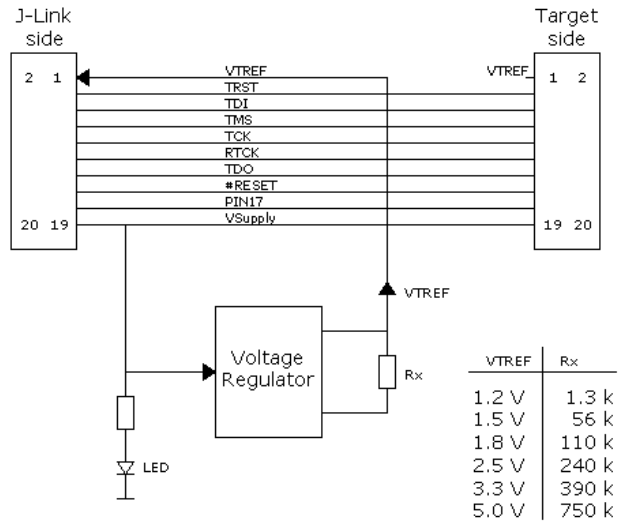 J-Link side
Target side
2 1
VTREF
VTREF
1 2
TRST
TDI
TMS
TCK
RTCK
TDO
#RESET
PIN17
20 19
VSupply
19 20
VTREF
Voltage Regulator
Rx
LED
VTREF Rx
1.2 V 1.3 k
1.5 V 56 k
1.8 V 110 k
2.5 V 240 k
3.3 V 390 k
5.0 V 750 k